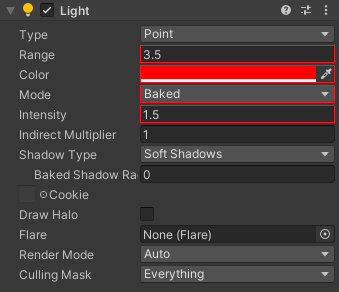 Light
Type Point
Range 3.5
Color
Mode Baked
Intensity 1.5
Indirect Multiplier 1
Shadow Type Soft Shadows
Baked Shadow Ra 0
Cookie
Draw Halo
Flare None (Flare)
Render Mode Auto
Culling Mask Everything